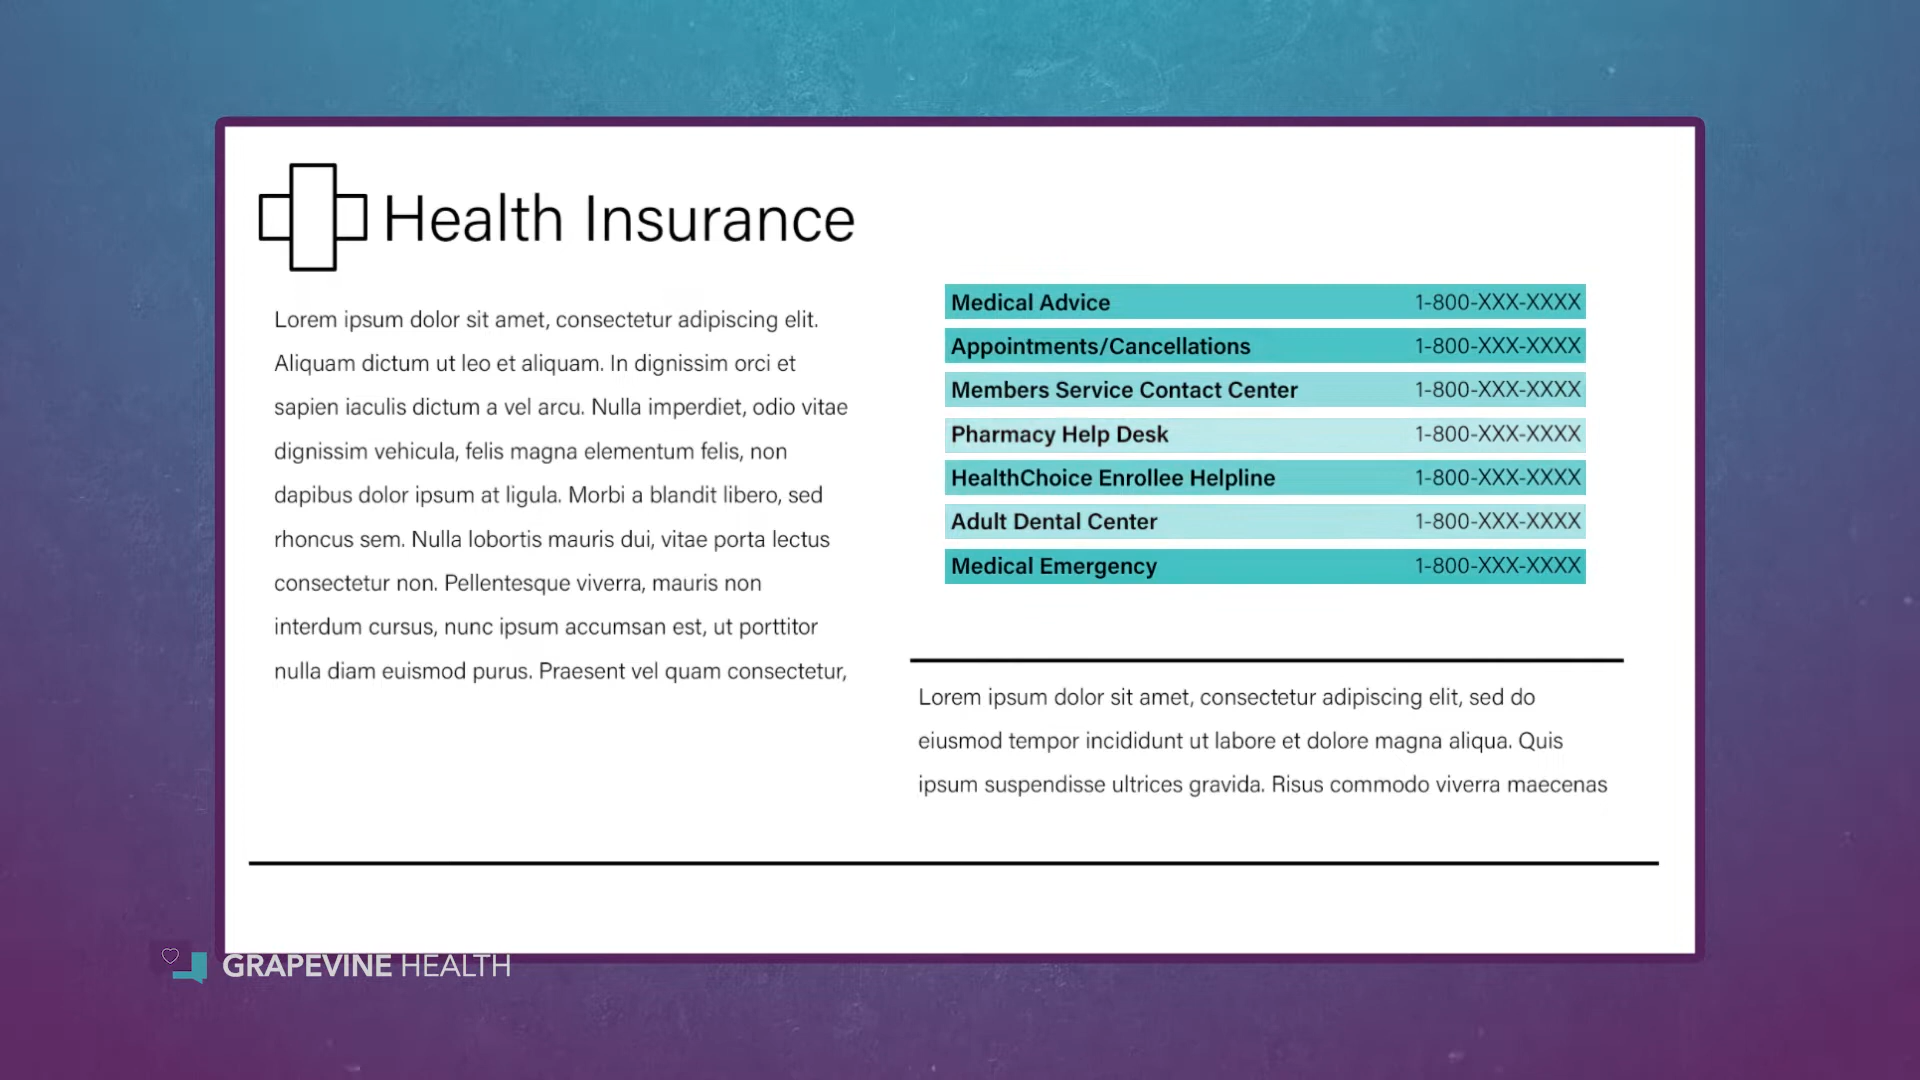 Health Insurance
Lorem ipsum dolor sit amet, consectetur adipiscing elit.
Aliquam dictum ut leo et aliquam. In dignissim orci et
sapien iaculis dictum a vel arcu. Nulla imperdiet, odio vitae
dignissim vehicula, felis magna elementum felis, non
dapibus dolor ipsum at ligula. Morbi a blandit libero, sed
rhoncus sem. Nulla lobortis mauris dui, vitae porta lectus
consectetur non. Pellentesque viverra, mauris non
interdum cursus, nunc ipsum accumsan est, ut porttitor
nulla diam euismod purus. Praesent vel quam consectetur,
Medical Advice 1-800-XXX-XXXX
Appointments/Cancellations 1-800-XXX-XXXX
Members Service Contact Center 1-800-XXX-XXXX
Pharmacy Help Desk 1-800-XXX-XXXX
HealthChoice Enrollee Helpline 1-800-XXX-XXXX
Adult Dental Center 1-800-XXX-XXXX
Medical Emergency 1-800-XXX-XXXX
Lorem ipsum dolor sit amet, consectetur adipiscing elit, sed do
eiusmod tempor incididunt ut labore et dolore magna aliqua. Quis
ipsum suspendisse ultrices gravida. Risus commodo viverra maecenas
GRAPEVINE HEALTH